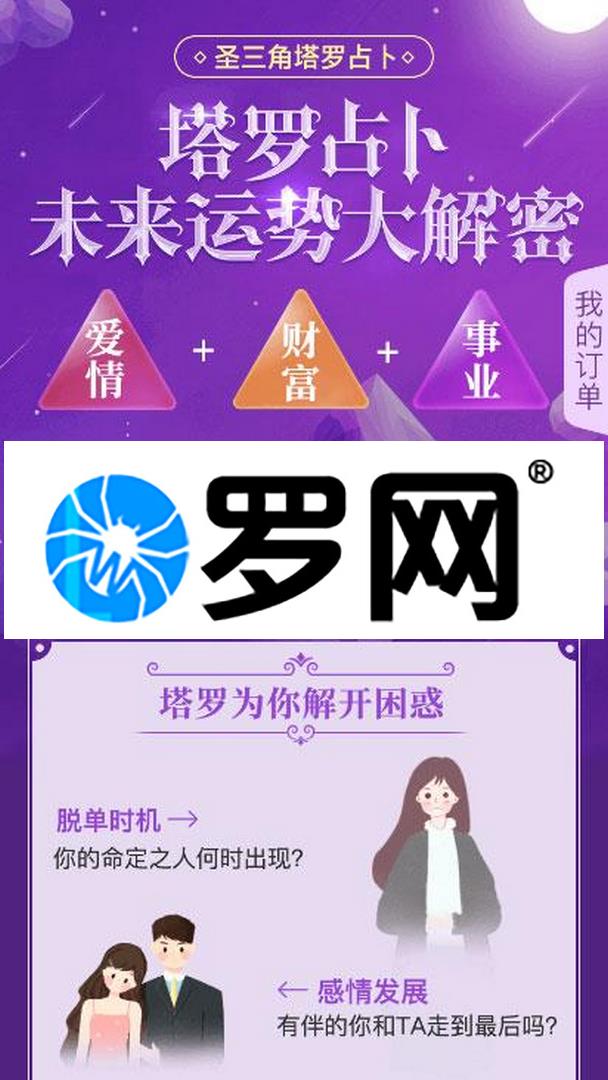 圣三角塔罗占卜
塔罗占卜
未来运势大解密
爱情 + 财富 + 事业
我的订单
罗网®
塔罗为你解开困惑
脱单时机 →
你的命定之人何时出现?
← 感情发展
有伴的你和TA走到最后吗?